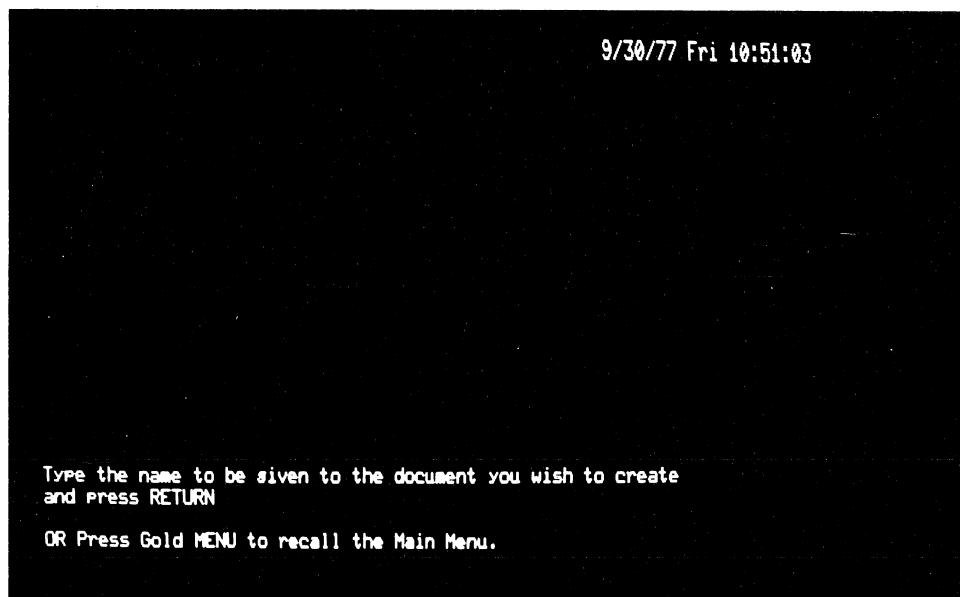 9/30/77 Fri 10:51:03
Type the name to be given to the document you wish to create
and press RETURN
OR Press Gold MENU to recall the Main Menu.